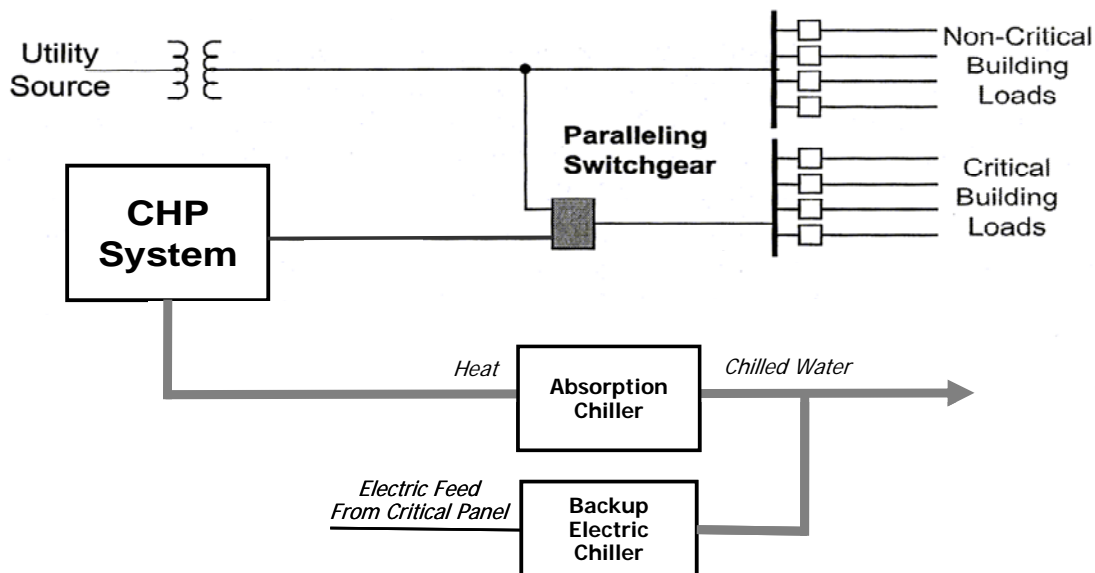 Utility
Source
Non-Critical
Building
Loads
Paralleling
Switchgear
Critical
Building
Loads
CHP
System
Heat
Absorption
Chiller
Chilled Water
Electric Feed
From Critical Panel
Backup
Electric
Chiller